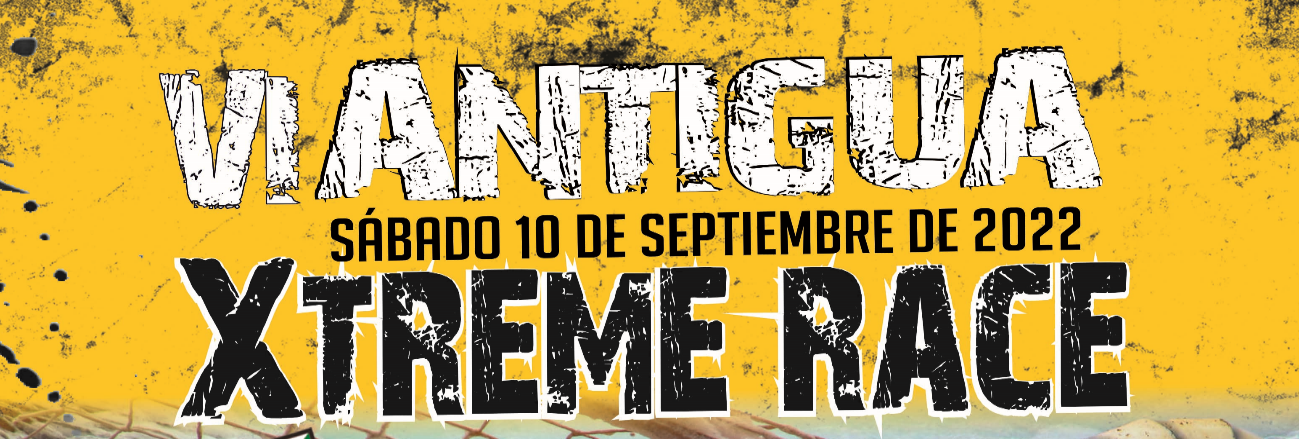 VI ANTIGUA
SÁBADO 10 DE SEPTIEMBRE DE 2022
XTREME RACE